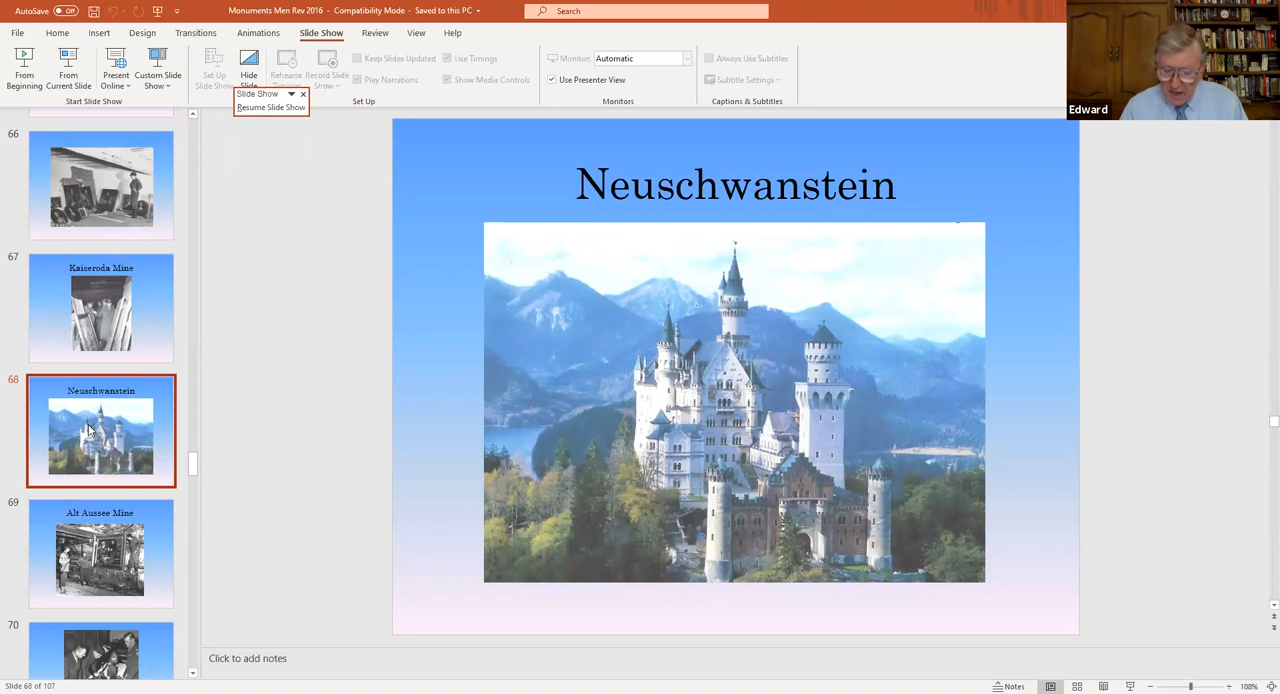 AutoSave Off
Monuments Men Rev 2016 - Compatibility Mode - Saved to this PC
Search
File Home Insert Design Transitions Animations Slide Show Review View Help
From Beginning
From Current Slide
Present Online
Custom Slide Show
Start Slide Show
Set Up Slide Show
Hide Slide
Rehearse
Record Slide Show
Keep Slides Updated
Play Narrations
Use Timings
Show Media Controls
Set Up
Monitor Automatic
Use Presenter View
Monitors
Always Use Subtitles
Subtitle Settings
Captions & Subtitles
Slide Show
Resume Slide Show
Edward
66
67
Kaiseroda Mine
68
Neuschwanstein
69
Alt Aussee Mine
70
Neuschwanstein
Click to add notes
Slide 68 of 107
Notes
108%